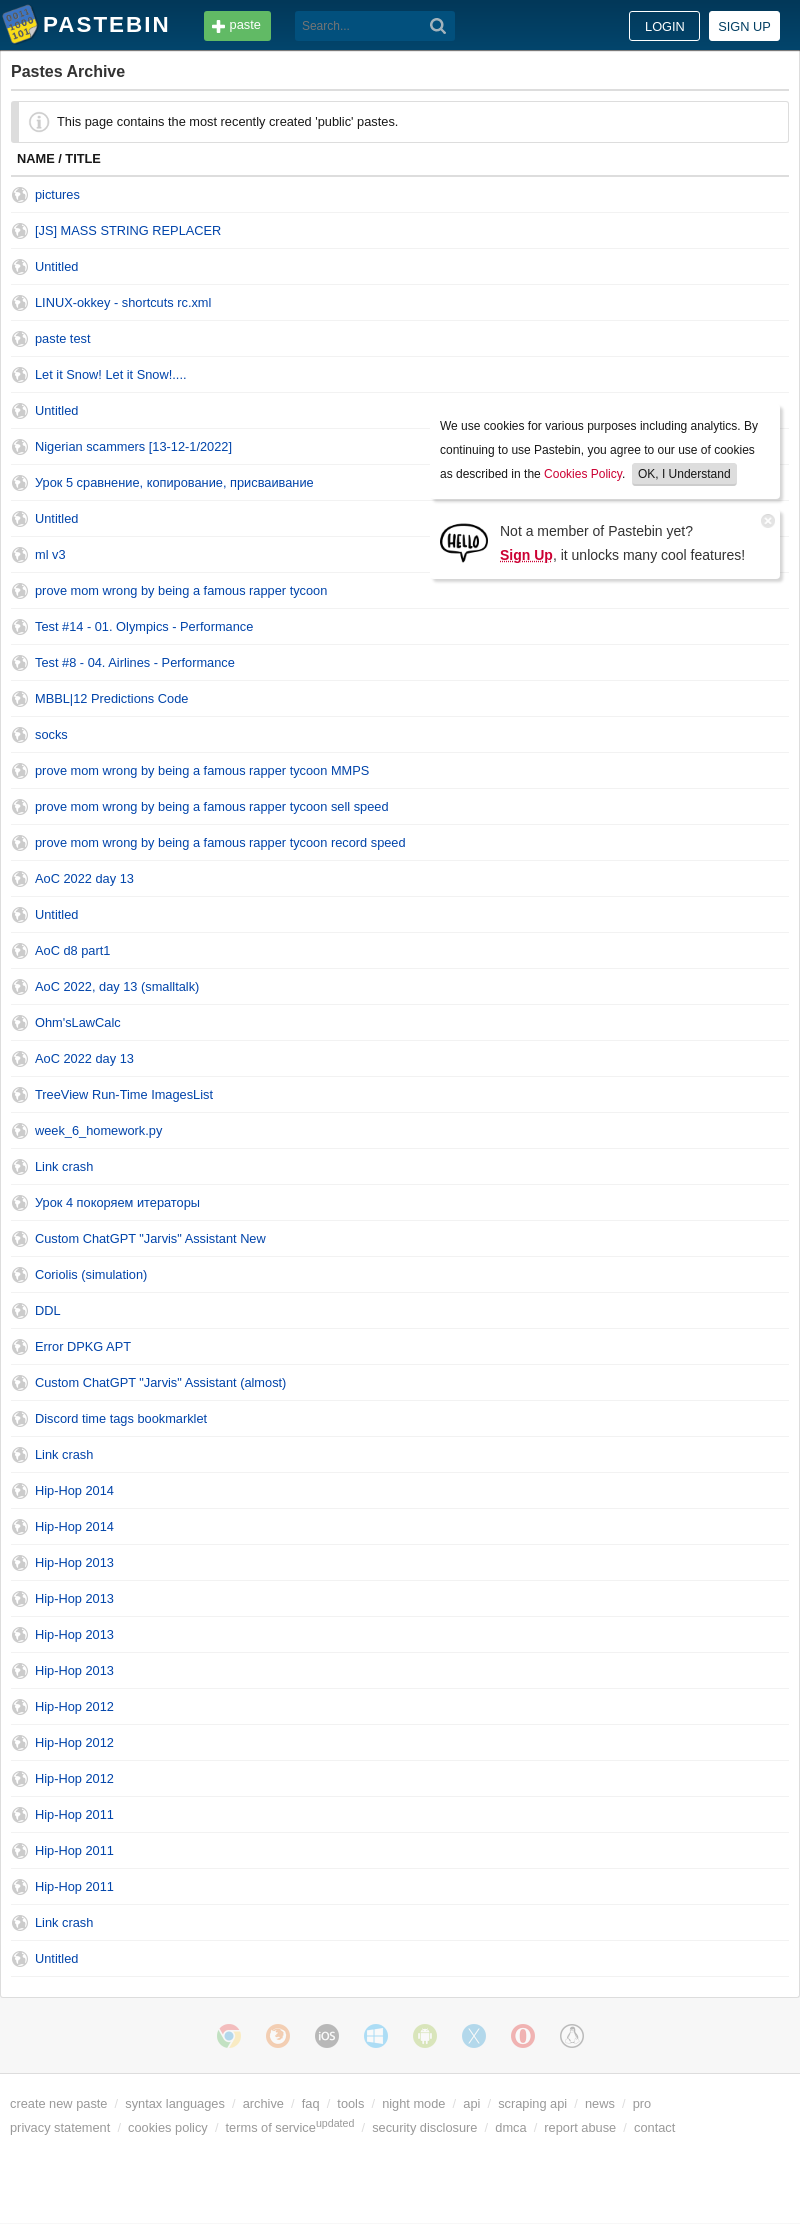 PASTEBIN paste Search... LOGIN SIGN UP
Pastes Archive
This page contains the most recently created 'public' pastes.
NAME / TITLE
pictures
[JS] MASS STRING REPLACER
Untitled
LINUX-okkey - shortcuts rc.xml
paste test
Let it Snow! Let it Snow!....
Untitled
Nigerian scammers [13-12-1/2022]
Урок 5 сравнение, копирование, присваивание
Untitled
ml v3
We use cookies for various purposes including analytics. By
continuing to use Pastebin, you agree to our use of cookies
as described in the Cookies Policy. OK, I Understand
HELLO
Not a member of Pastebin yet?
Sign Up, it unlocks many cool features!
prove mom wrong by being a famous rapper tycoon
Test #14 - 01. Olympics - Performance
Test #8 - 04. Airlines - Performance
MBBL|12 Predictions Code
socks
prove mom wrong by being a famous rapper tycoon MMPS
prove mom wrong by being a famous rapper tycoon sell speed
prove mom wrong by being a famous rapper tycoon record speed
AoC 2022 day 13
Untitled
AoC d8 part1
AoC 2022, day 13 (smalltalk)
Ohm'sLawCalc
AoC 2022 day 13
TreeView Run-Time ImagesList
week_6_homework.py
Link crash
Урок 4 покоряем итераторы
Custom ChatGPT "Jarvis" Assistant New
Coriolis (simulation)
DDL
Error DPKG APT
Custom ChatGPT "Jarvis" Assistant (almost)
Discord time tags bookmarklet
Link crash
Hip-Hop 2014
Hip-Hop 2014
Hip-Hop 2013
Hip-Hop 2013
Hip-Hop 2013
Hip-Hop 2013
Hip-Hop 2012
Hip-Hop 2012
Hip-Hop 2012
Hip-Hop 2011
Hip-Hop 2011
Hip-Hop 2011
Link crash
Untitled
iOS
create new paste / syntax languages / archive / faq / tools / night mode / api / scraping api / news / pro
privacy statement / cookies policy / terms of service updated / security disclosure / dmca / report abuse / contact